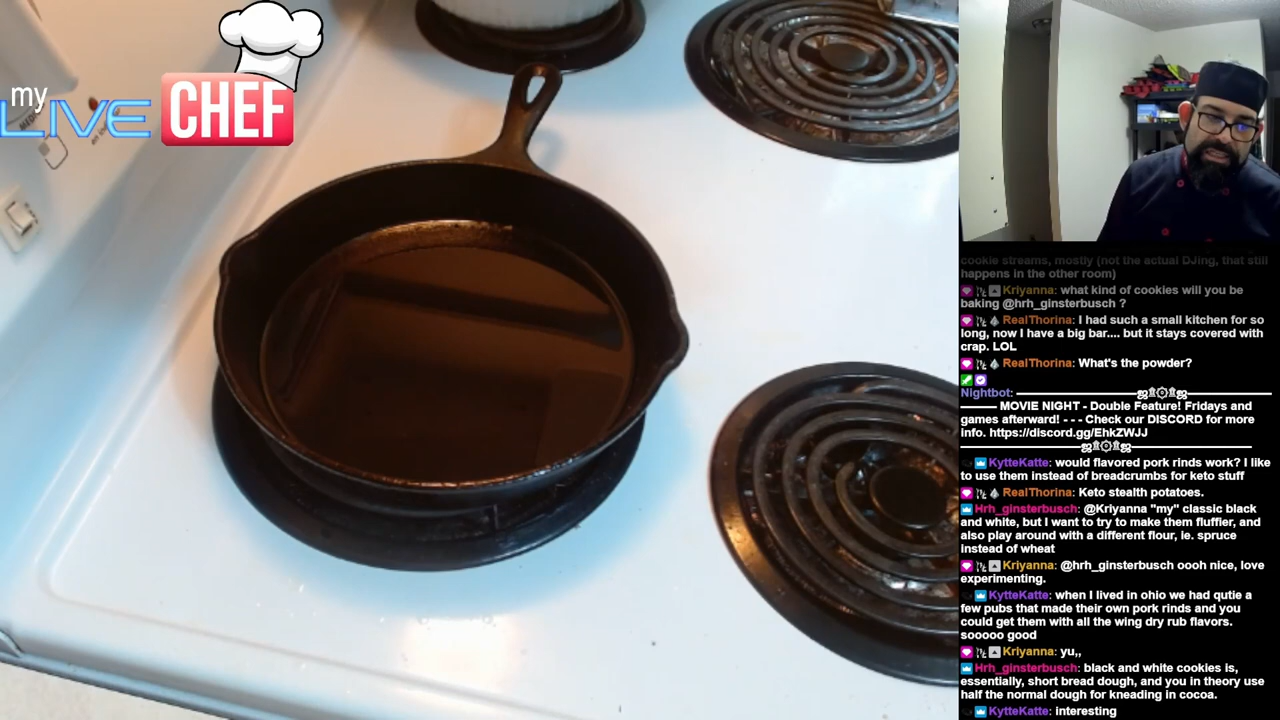 my
LIVE CHEF
cookie streams, mostly (not the actual DJing, that still
happens in the other room)
Kriyanna: what kind of cookies will you be
baking @hrh_ginsterbusch ?
RealThorina: I had such a small kitchen for so
long, now I have a big bar.... but it stays covered with
crap. LOL
RealThorina: What's the powder?
Nightbot:
MOVIE NIGHT - Double Feature! Fridays and
games afterward! - - - Check our DISCORD for more
info. https://discord.gg/EhkZWJJ
KytteKatte: would flavored pork rinds work? I like
to use them instead of breadcrumbs for keto stuff
RealThorina: Keto stealth potatoes.
Hrh_ginsterbusch: @Kriyanna "my" classic black
and white, but I want to try to make them fluffier, and
also play around with a different flour, ie. spruce
instead of wheat
Kriyanna: @hrh_ginsterbusch oooh nice, love
experimenting.
KytteKatte: when I lived in ohio we had qutie a
few pubs that made their own pork rinds and you
could get them with all the wing dry rub flavors.
sooooo good
Kriyanna: yu,,
Hrh_ginsterbusch: black and white cookies is,
essentially, short bread dough, and you in theory use
half the normal dough for kneading in cocoa.
KytteKatte: interesting